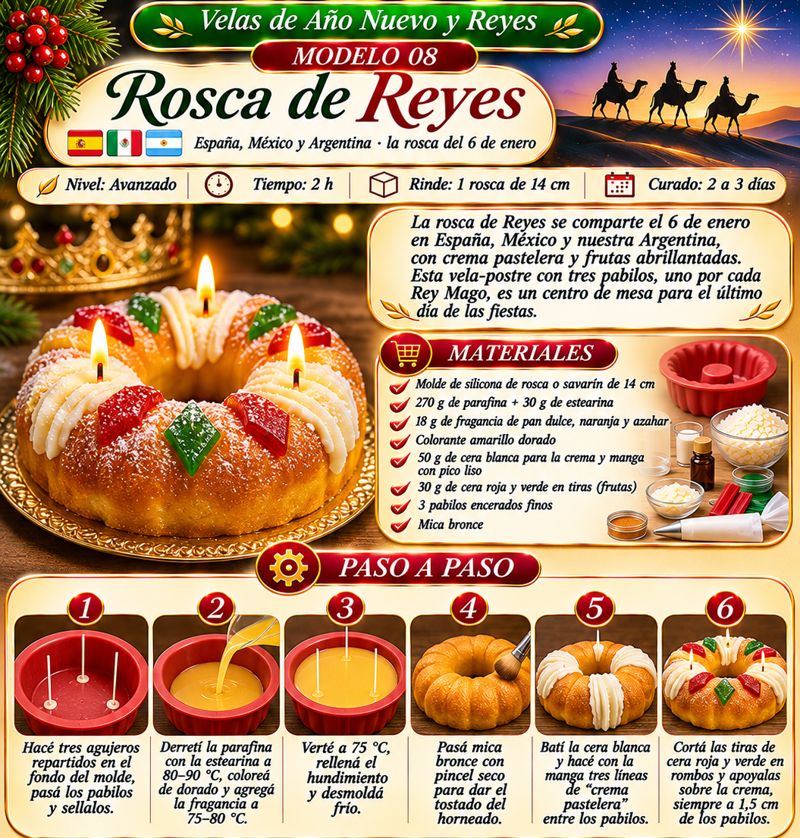 Velas de Año Nuevo y Reyes
MODELO 08
Rosca de Reyes
España, México y Argentina · la rosca del 6 de enero
Nivel: Avanzado
Tiempo: 2 h
Rinde: 1 rosca de 14 cm
Curado: 2 a 3 días
La rosca de Reyes se comparte el 6 de enero
en España, México y nuestra Argentina,
con crema pastelera y frutas abrillantadas.
Esta vela-postre con tres pabilos, uno por cada
Rey Mago, es un centro de mesa para el último
día de las fiestas.
MATERIALES
Molde de silicona de rosca o savarín de 14 cm
270 g de parafina + 30 g de estearina
18 g de fragancia de pan dulce, naranja y azahar
Colorante amarillo dorado
50 g de cera blanca para la crema y manga
con pico liso
30 g de cera roja y verde en tiras (frutas)
3 pabilos encerados finos
Mica bronce
PASO A PASO
1
Hacé tres agujeros
repartidos en el
fondo del molde,
pasá los pabilos
y sellalos.
2
Derretí la parafina
con la estearina a
80–90 °C, coloreá
de dorado y agregá
la fragancia a
75–80 °C.
3
Verté a 75 °C,
rellená el
hundimiento
y desmoldá
frío.
4
Pasá mica
bronce con
pincel seco
para dar el
tostado del
horneado.
5
Batí la cera blanca
y hacé con la
manga tres líneas
de “crema
pastelera”
entre los pabilos.
6
Cortá las tiras de
cera roja y verde en
rombos y apoyalas
sobre la crema,
siempre a 1,5 cm
de los pabilos.